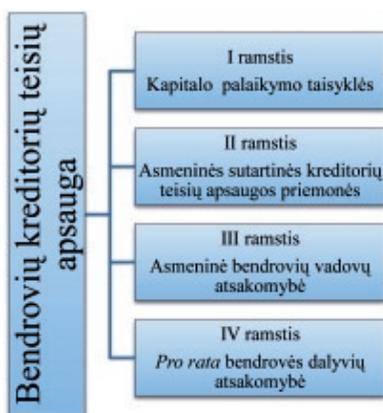 Bendrovių kreditorių teisių
apsauga
I ramstis
Kapitalo palaikymo taisyklės
II ramstis
Asmeninės sutartinės kreditorių
teisių apsaugos priemonės
III ramstis
Asmeninė bendrovių vadovų
atsakomybė
IV ramstis
Pro rata bendrovės dalyvių
atsakomybė